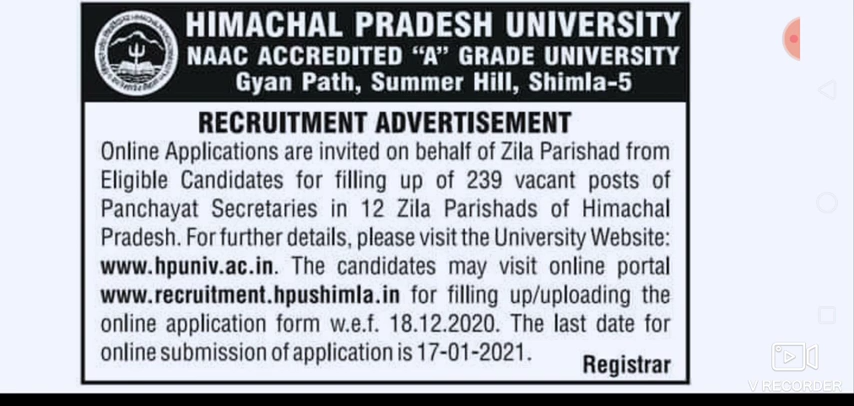 HIMACHAL PRADESH UNIVERSITY
NAAC ACCREDITED “A” GRADE UNIVERSITY
Gyan Path, Summer Hill, Shimla-5
RECRUITMENT ADVERTISEMENT
Online Applications are invited on behalf of Zila Parishad from
Eligible Candidates for filling up of 239 vacant posts of
Panchayat Secretaries in 12 Zila Parishads of Himachal
Pradesh. For further details, please visit the University Website:
www.hpuniv.ac.in. The candidates may visit online portal
www.recruitment.hpushimla.in for filling up/uploading the
online application form w.e.f. 18.12.2020. The last date for
online submission of application is 17-01-2021.
Registrar
V RECORDER